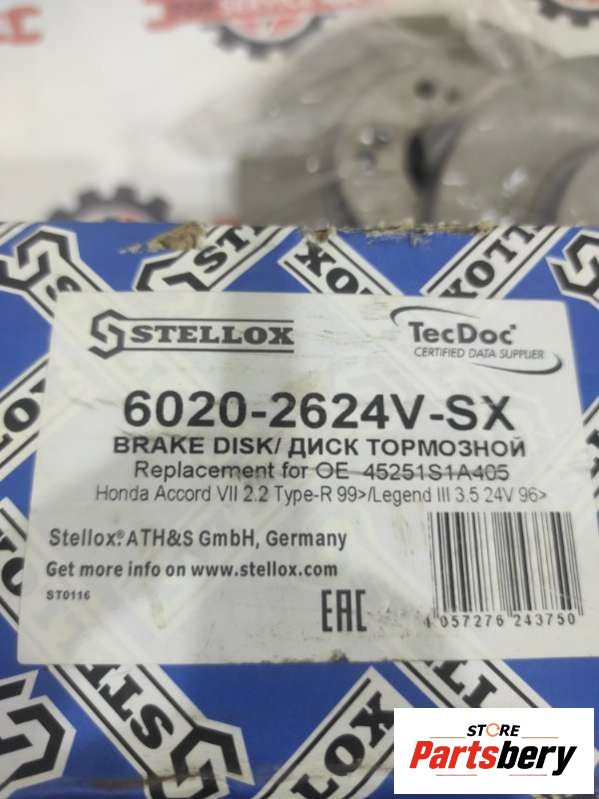 STELLOX
TecDoc®
CERTIFIED DATA SUPPLIER
6020-2624V-SX
BRAKE DISK/ ДИСК ТОРМОЗНОЙ
Replacement for OE 45251S1A405
Honda Accord VII 2.2 Type-R 99>/Legend III 3.5 24V 96>
Stellox® ATH&S GmbH, Germany
Get more info on www.stellox.com
ST0116
EAC
4 057276 243750
STELLOX
STORE
Partsbery